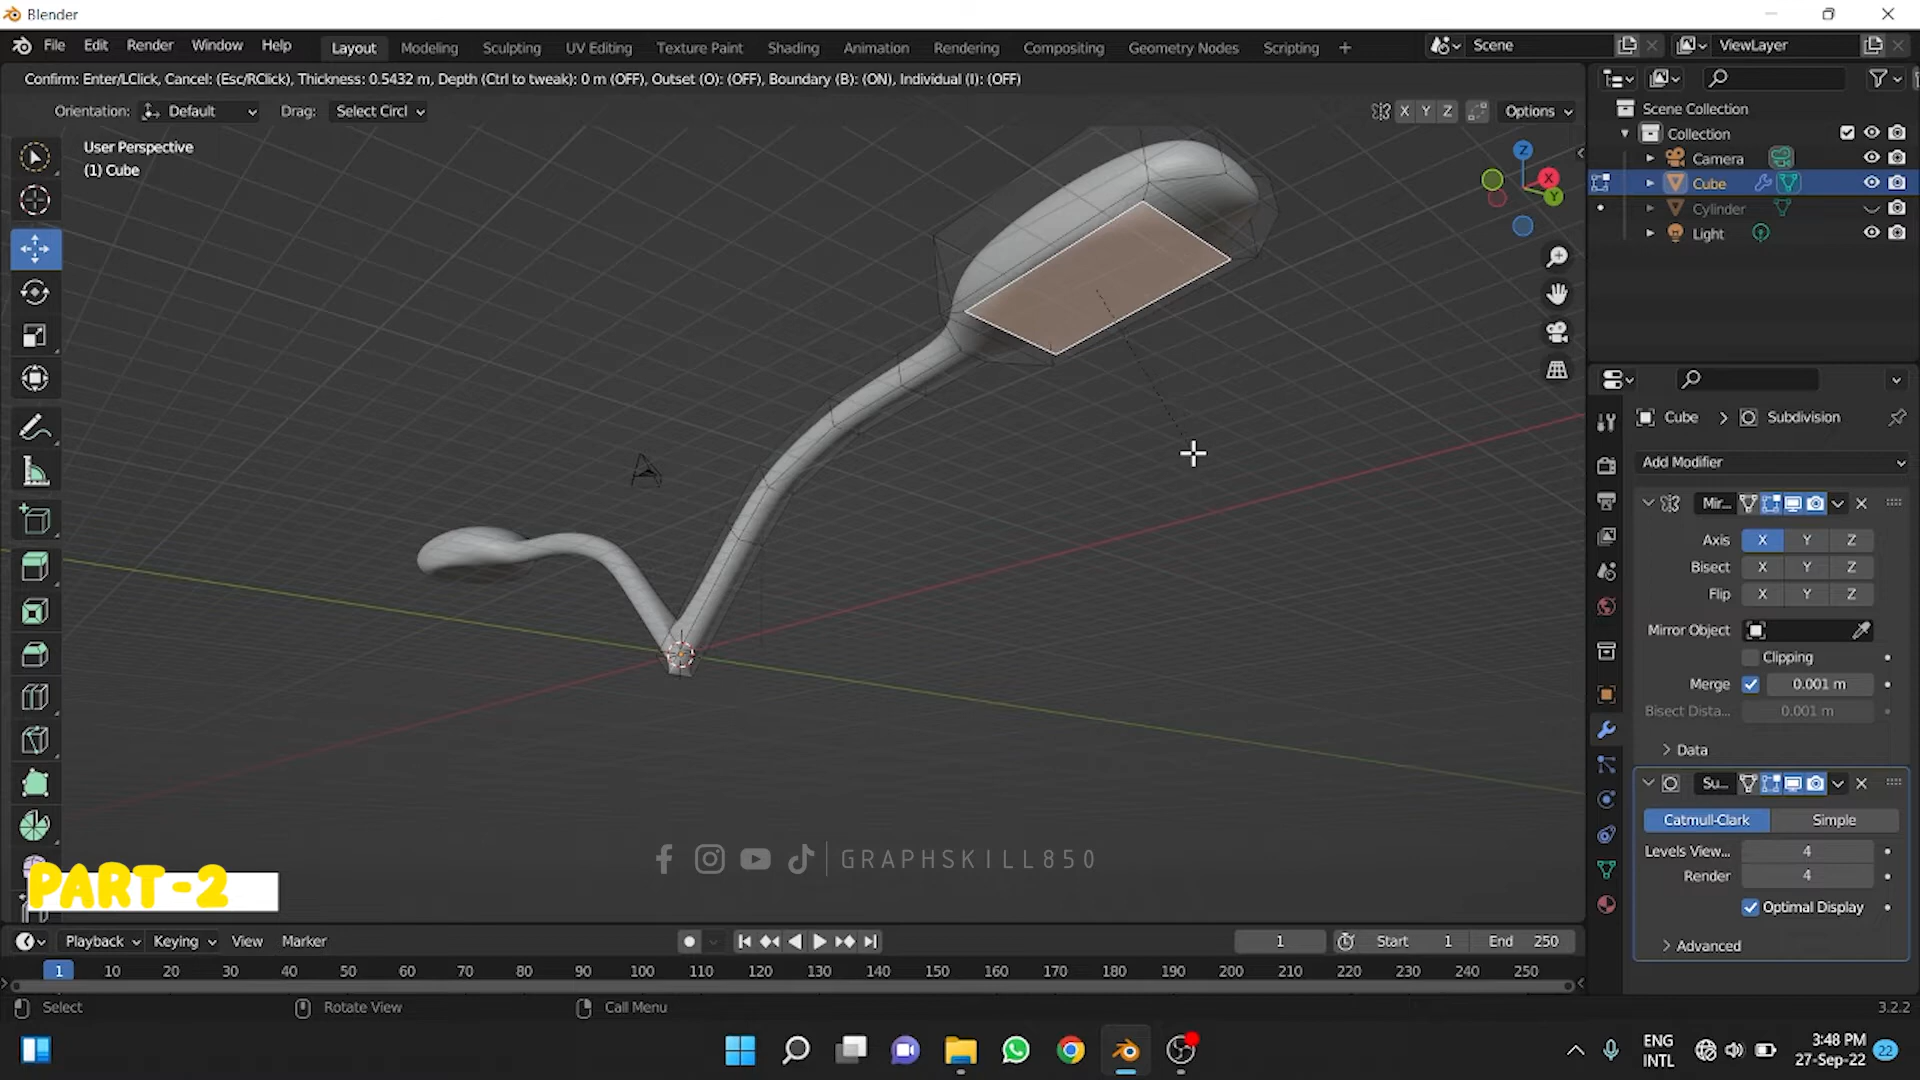 Blender
File Edit Render Window Help Layout Modeling Sculpting UV Editing Texture Paint Shading Animation Rendering Compositing Geometry Nodes Scripting + Scene ViewLayer
Confirm: Enter/LClick, Cancel: (Esc/RClick), Thickness: 0.5432 m, Depth (Ctrl to tweak): 0 m (OFF), Outset (O): (OFF), Boundary (B): (ON), Individual (I): (OFF)
Orientation: Default Drag: Select Circl X Y Z Options
User Perspective
(1) Cube
Z
X
Y
Scene Collection
Collection
Camera
Cube
Cylinder
Light
Cube > Subdivision
Add Modifier
Mir...
Axis X Y Z
Bisect X Y Z
Flip X Y Z
Mirror Object
Clipping
Merge 0.001 m
Bisect Dista... 0.001 m
Data
Su...
Catmull-Clark Simple
Levels View... 4
Render 4
Optimal Display
Advanced
GRAPHSKILL850
PART-2
Playback Keying View Marker 1 Start 1 End 250
1 10 20 30 40 50 60 70 80 90 100 110 120 130 140 150 160 170 180 190 200 210 220 230 240 250
Select Rotate View Call Menu 3.2.2
ENG
INTL
3:48 PM
27-Sep-22
22